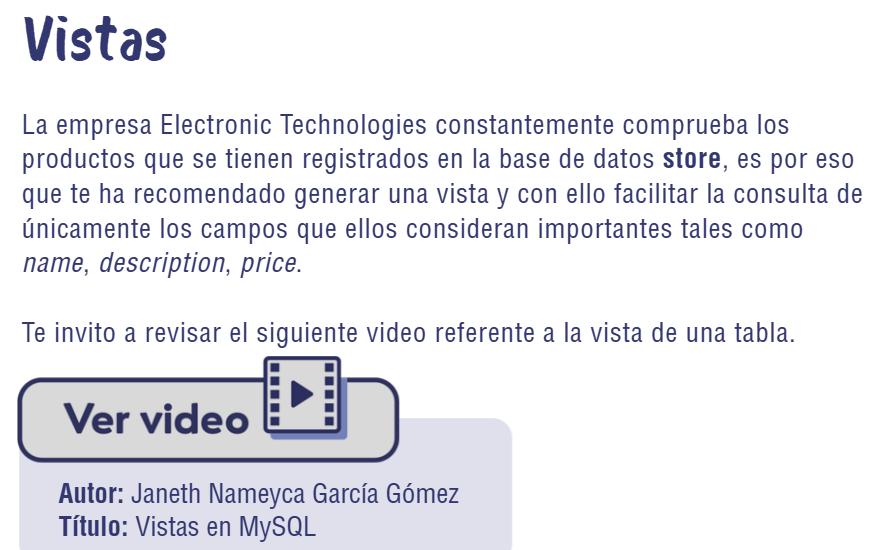 Vistas
La empresa Electronic Technologies constantemente comprueba los
productos que se tienen registrados en la base de datos store, es por eso
que te ha recomendado generar una vista y con ello facilitar la consulta de
únicamente los campos que ellos consideran importantes tales como
name, description, price.
Te invito a revisar el siguiente video referente a la vista de una tabla.
Ver video
Autor: Janeth Nameyca García Gómez
Título: Vistas en MySQL